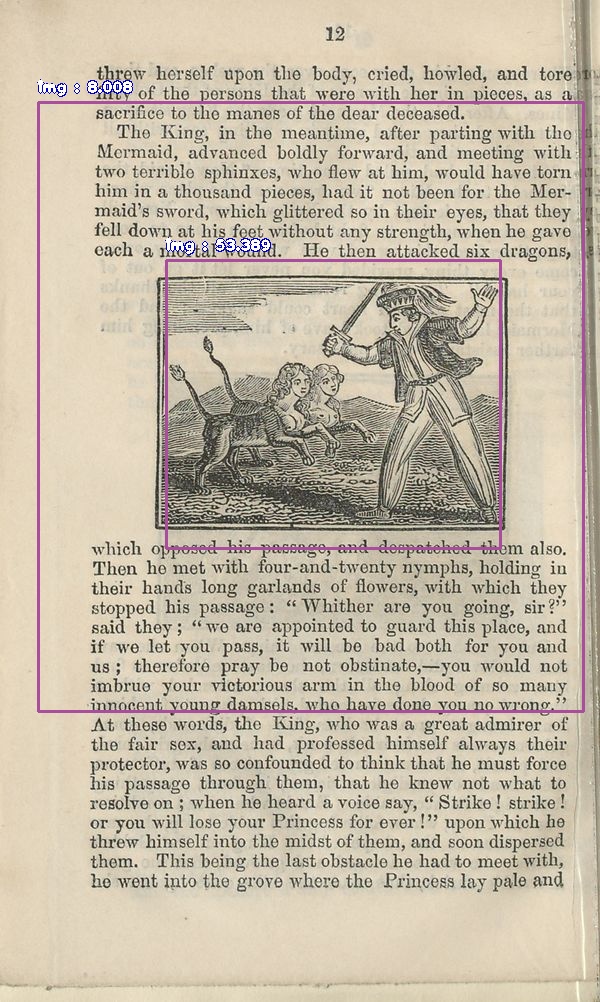 12
threw herself upon the body, cried, howled, and tore
fifty of the persons that were with her in pieces, as a
sacrifice to the manes of the dear deceased.
The King, in the meantime, after parting with the
Mermaid, advanced boldly forward, and meeting with
two terrible sphinxes, who flew at him, would have torn
him in a thousand pieces, had it not been for the Mer-
maid's sword, which glittered so in their eyes, that they
fell down at his feet without any strength, when he gave
each a mortal wound. He then attacked six dragons,
img : 8.008
img : 53.339
which opposed his passage, and despatched them also.
Then he met with four-and-twenty nymphs, holding in
their hands long garlands of flowers, with which they
stopped his passage: “Whither are you going, sir?”
said they; “we are appointed to guard this place, and
if we let you pass, it will be bad both for you and
us; therefore pray be not obstinate,—you would not
imbrue your victorious arm in the blood of so many
innocent young damsels, who have done you no wrong.”
At these words, the King, who was a great admirer of
the fair sex, and had professed himself always their
protector, was so confounded to think that he must force
his passage through them, that he knew not what to
resolve on; when he heard a voice say, “Strike! strike!
or you will lose your Princess for ever!” upon which he
threw himself into the midst of them, and soon dispersed
them. This being the last obstacle he had to meet with,
he went into the grove where the Princess lay pale and